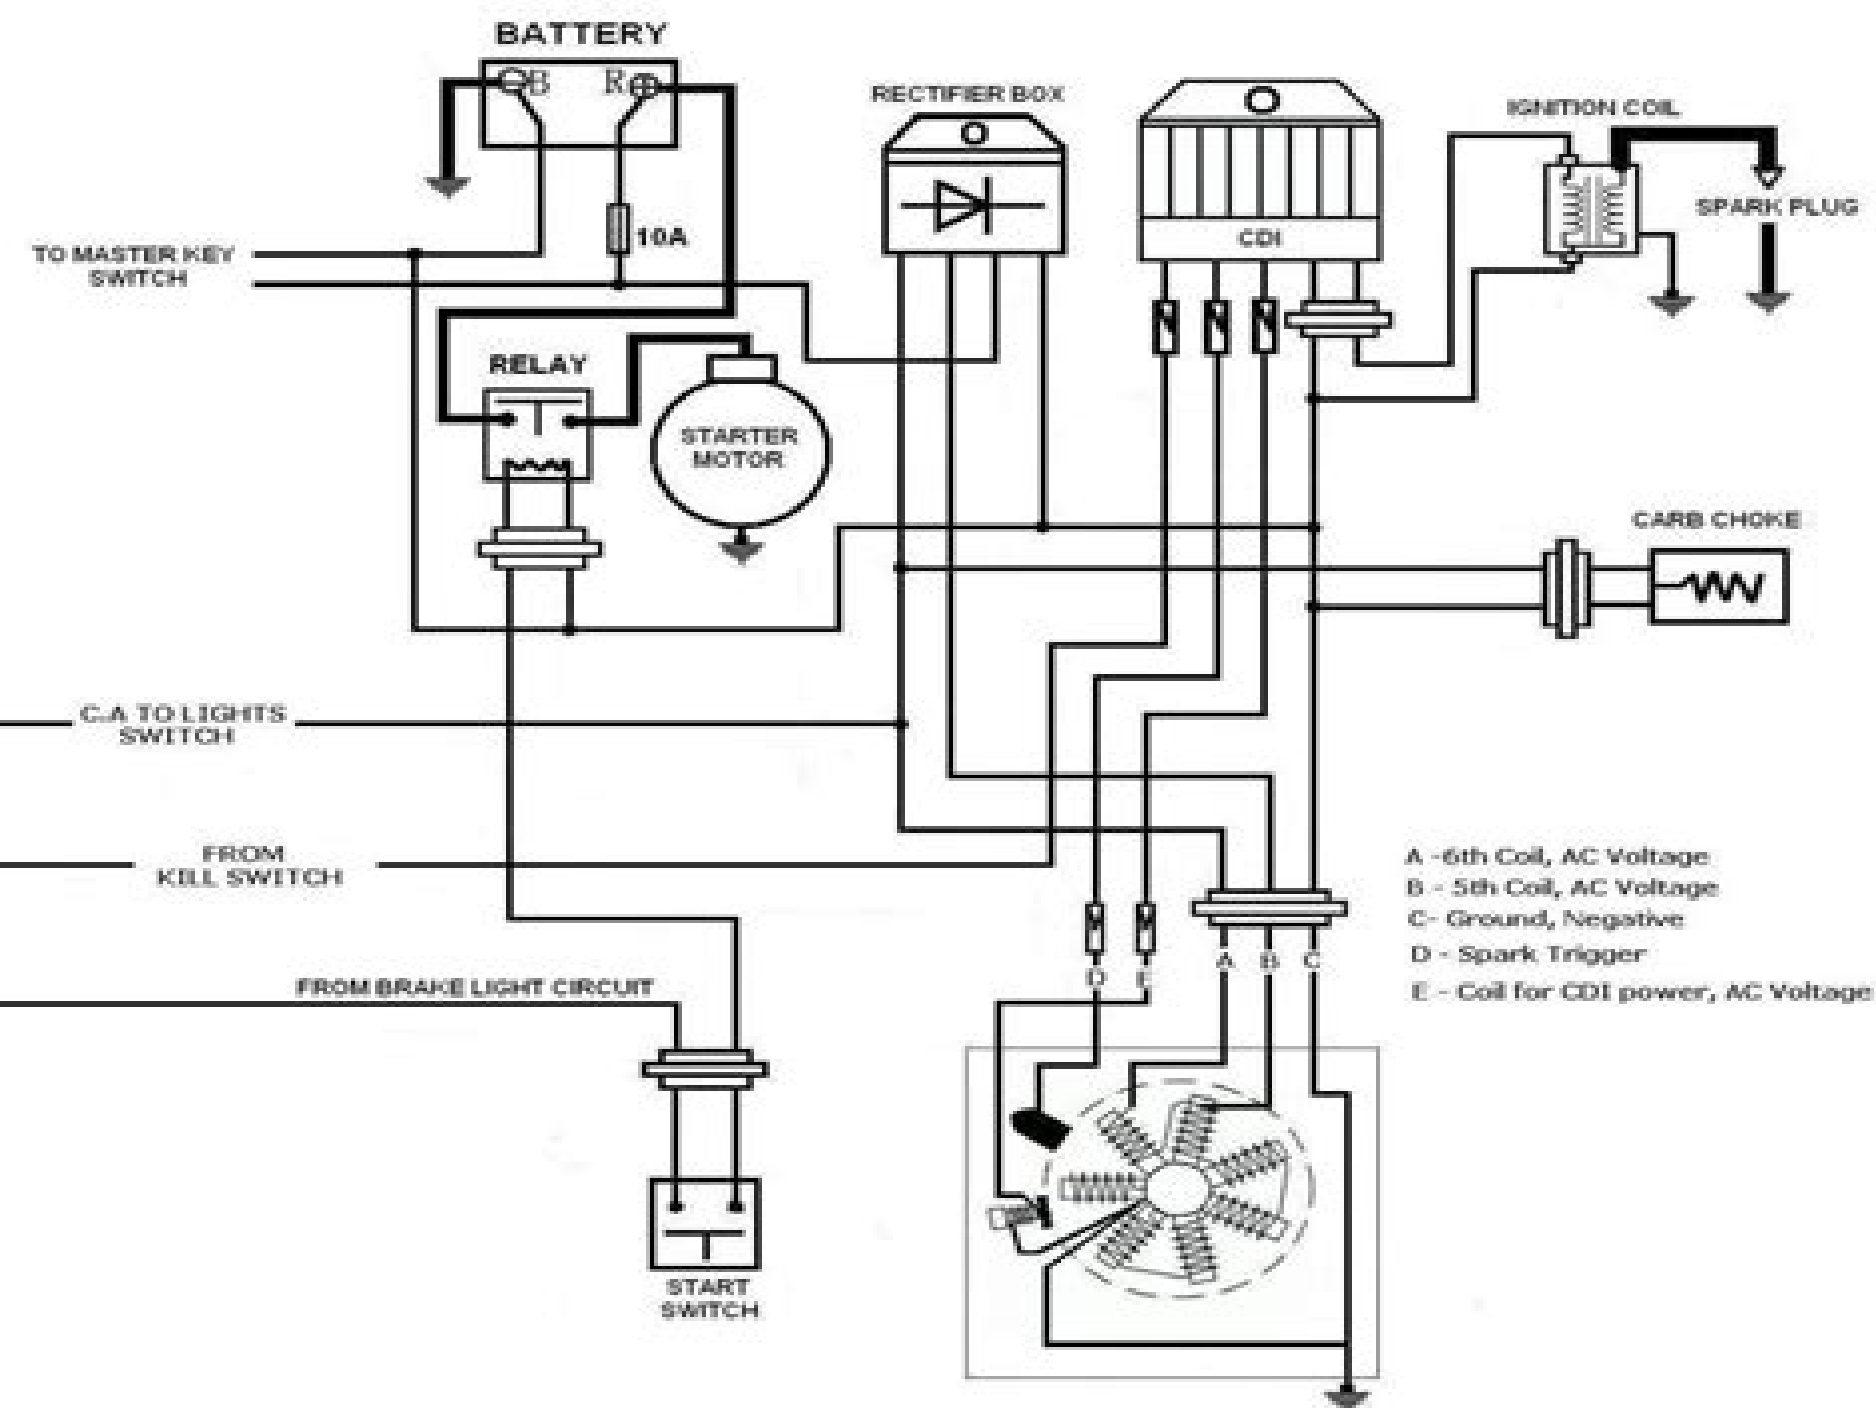 BATTERY
B
R
RECTIFIER BOX
IGNITION COIL
SPARK PLUG
10A
CDI
TO MASTER KEY
SWITCH
RELAY
STARTER
MOTOR
CARB CHOKE
C.A TO LIGHTS
SWITCH
FROM
KILL SWITCH
A -6th Coil, AC Voltage
B - 5th Coil, AC Voltage
C- Ground, Negative
D - Spark Trigger
E - Coil for CDI power, AC Voltage
A B C
D E
FROM BRAKE LIGHT CIRCUIT
START
SWITCH